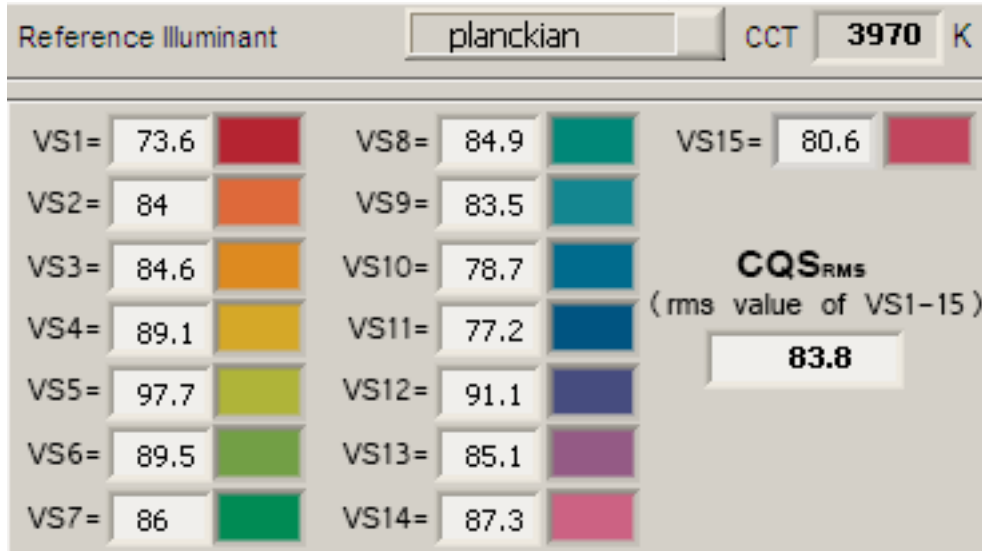 Reference Illuminant planckian CCT 3970 K
VS1= 73.6 VS8= 84.9 VS15= 80.6
VS2= 84 VS9= 83.5
VS3= 84.6 VS10= 78.7 CQSRMS
(rms value of VS1-15)
VS4= 89.1 VS11= 77.2 83.8
VS5= 97.7 VS12= 91.1
VS6= 89.5 VS13= 85.1
VS7= 86 VS14= 87.3